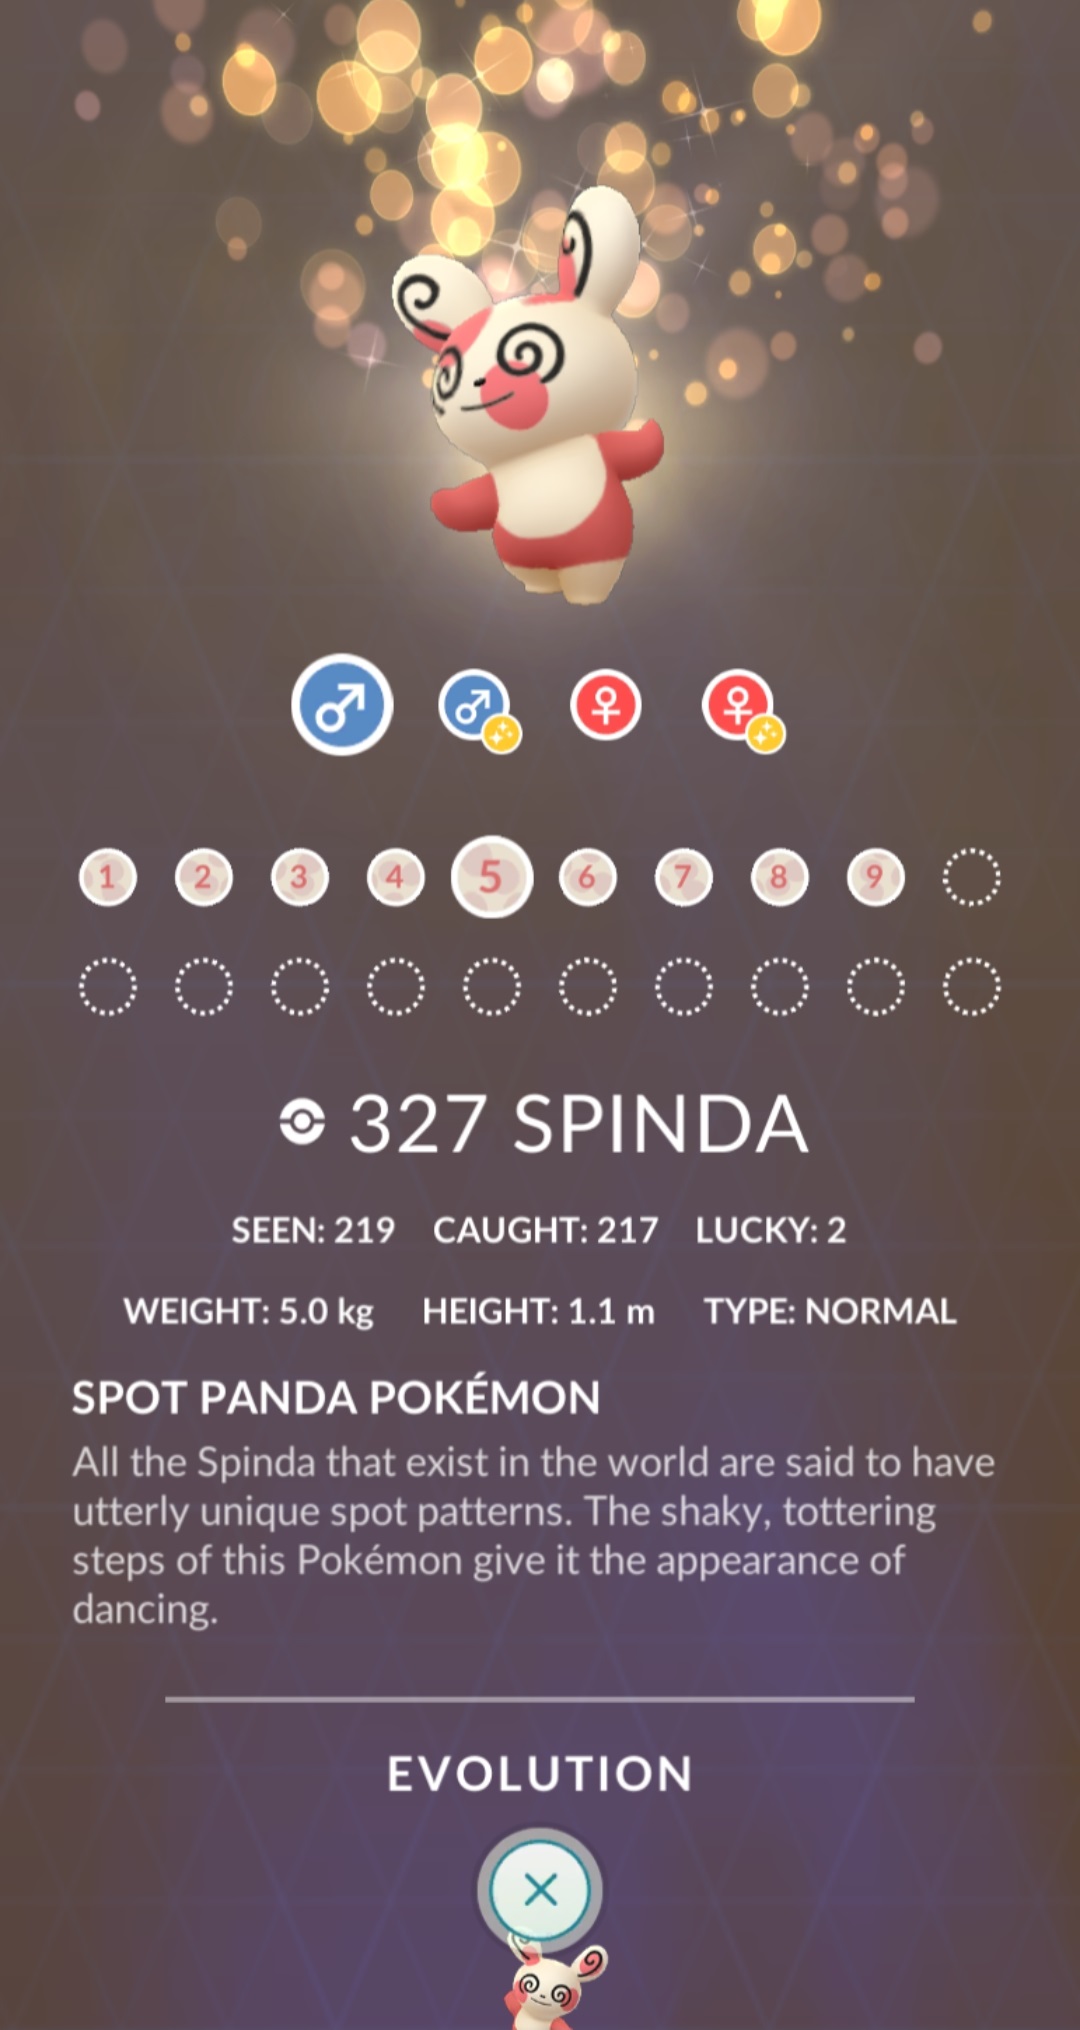 1 2 3 4 5 6 7 8 9
327 SPINDA
SEEN: 219 CAUGHT: 217 LUCKY: 2
WEIGHT: 5.0 kg HEIGHT: 1.1 m TYPE: NORMAL
SPOT PANDA POKÉMON
All the Spinda that exist in the world are said to have
utterly unique spot patterns. The shaky, tottering
steps of this Pokémon give it the appearance of
dancing.
EVOLUTION